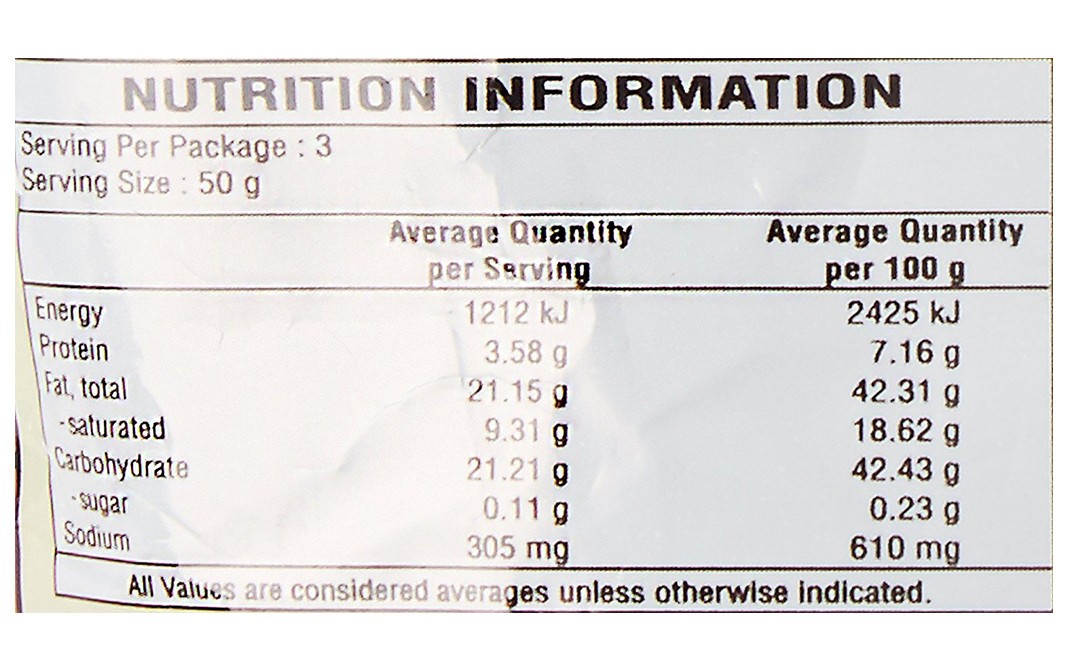 NUTRITION INFORMATION
Serving Per Package : 3
Serving Size : 50 g
Average Quantity per Serving Average Quantity per 100 g
Energy 1212 kJ 2425 kJ
Protein 3.58 g 7.16 g
Fat, total 21.15 g 42.31 g
-saturated 9.31 g 18.62 g
Carbohydrate 21.21 g 42.43 g
-sugar 0.11 g 0.23 g
Sodium 305 mg 610 mg
All Values are considered averages unless otherwise indicated.